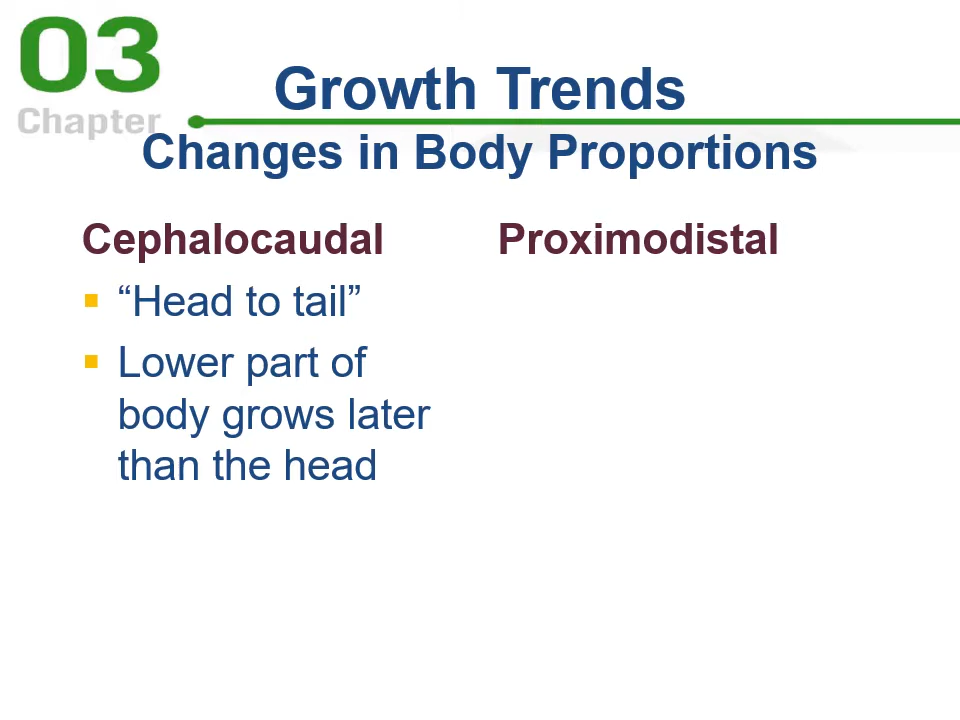 03
Chapter
Growth Trends
Changes in Body Proportions
Cephalocaudal
“Head to tail”
Lower part of
body grows later
than the head
Proximodistal